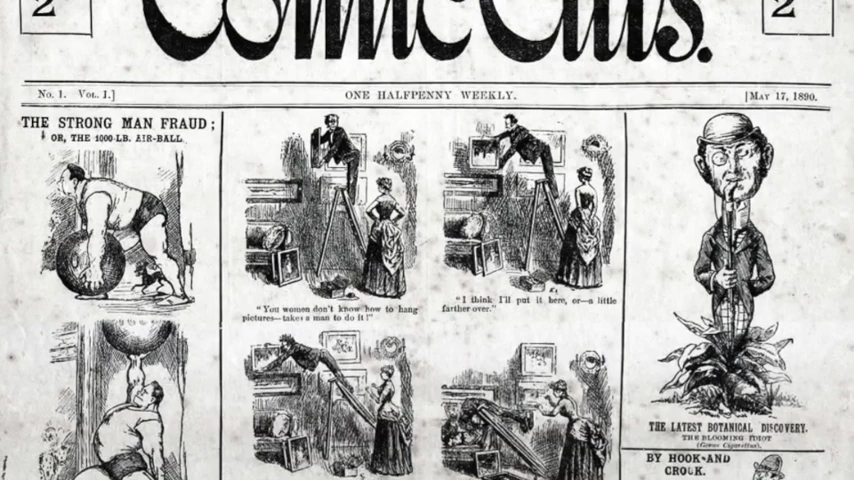 2
Comic Cuts.
2
No. 1. Vol. 1.]
ONE HALFPENNY WEEKLY.
[May 17, 1890.
THE STRONG MAN FRAUD;
OR, THE 1000-LB. AIR-BALL.
"You women don't know how to hang
pictures—takes a man to do it!"
"I think I'll put it here, or—a little
farther over."
THE LATEST BOTANICAL DISCOVERY.
THE BLOOMING IDIOT
BY HOOK AND
CROOK.